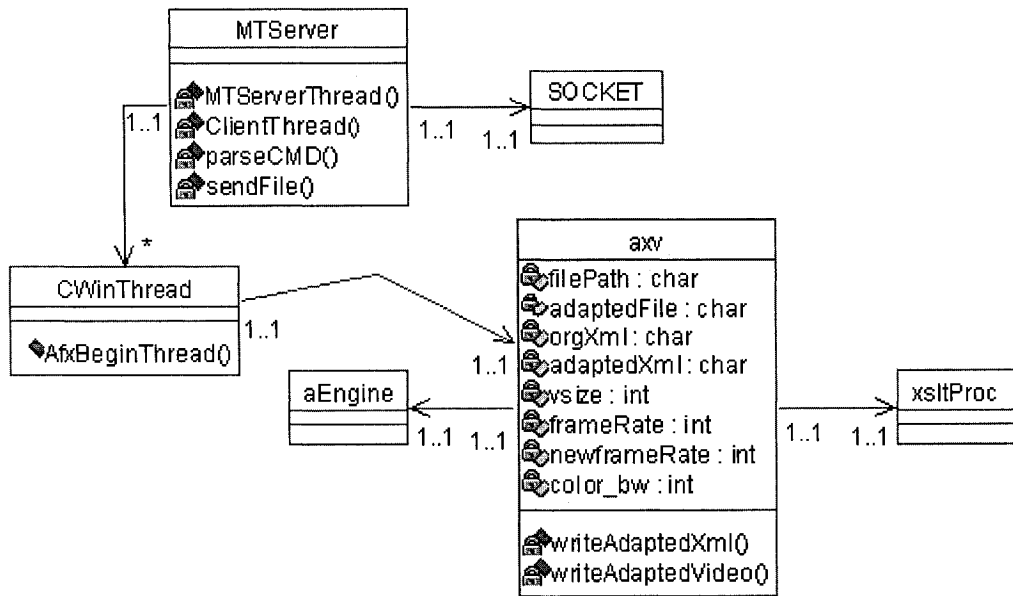 MTServer
MTServerThread()
ClientThread()
parseCMD()
sendFile()
SOCKET
1..1
1..1
1..1
*
CWinThread
AfxBeginThread()
1..1
1..1
axv
filePath : char
adaptedFile : char
orgXml : char
adaptedXml : char
vsize : int
frameRate : int
newframeRate : int
color_bw : int
writeAdaptedXml()
writeAdaptedVideo()
aEngine
1..1
1..1
xsltProc
1..1
1..1